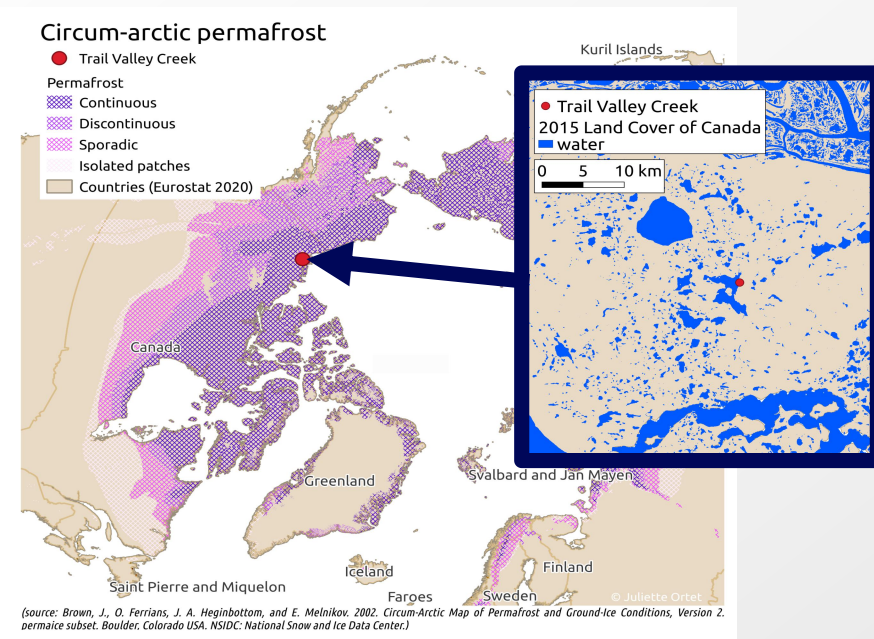 Circum-arctic permafrost
Trail Valley Creek
Permafrost
Continuous
Discontinuous
Sporadic
Isolated patches
Countries (Eurostat 2020)
Kuril Islands
Trail Valley Creek
2015 Land Cover of Canada
water
0 5 10 km
Canada
Greenland
Svalbard and Jan Mayen
Iceland
Finland
Saint Pierre and Miquelon
Faroes
Sweden
© Juliette Ortet
(source: Brown, J., O. Ferrians, J. A. Heginbottom, and E. Melnikov. 2002. Circum-Arctic Map of Permafrost and Ground-Ice Conditions, Version 2.
permaice subset. Boulder, Colorado USA. NSIDC: National Snow and Ice Data Center.)